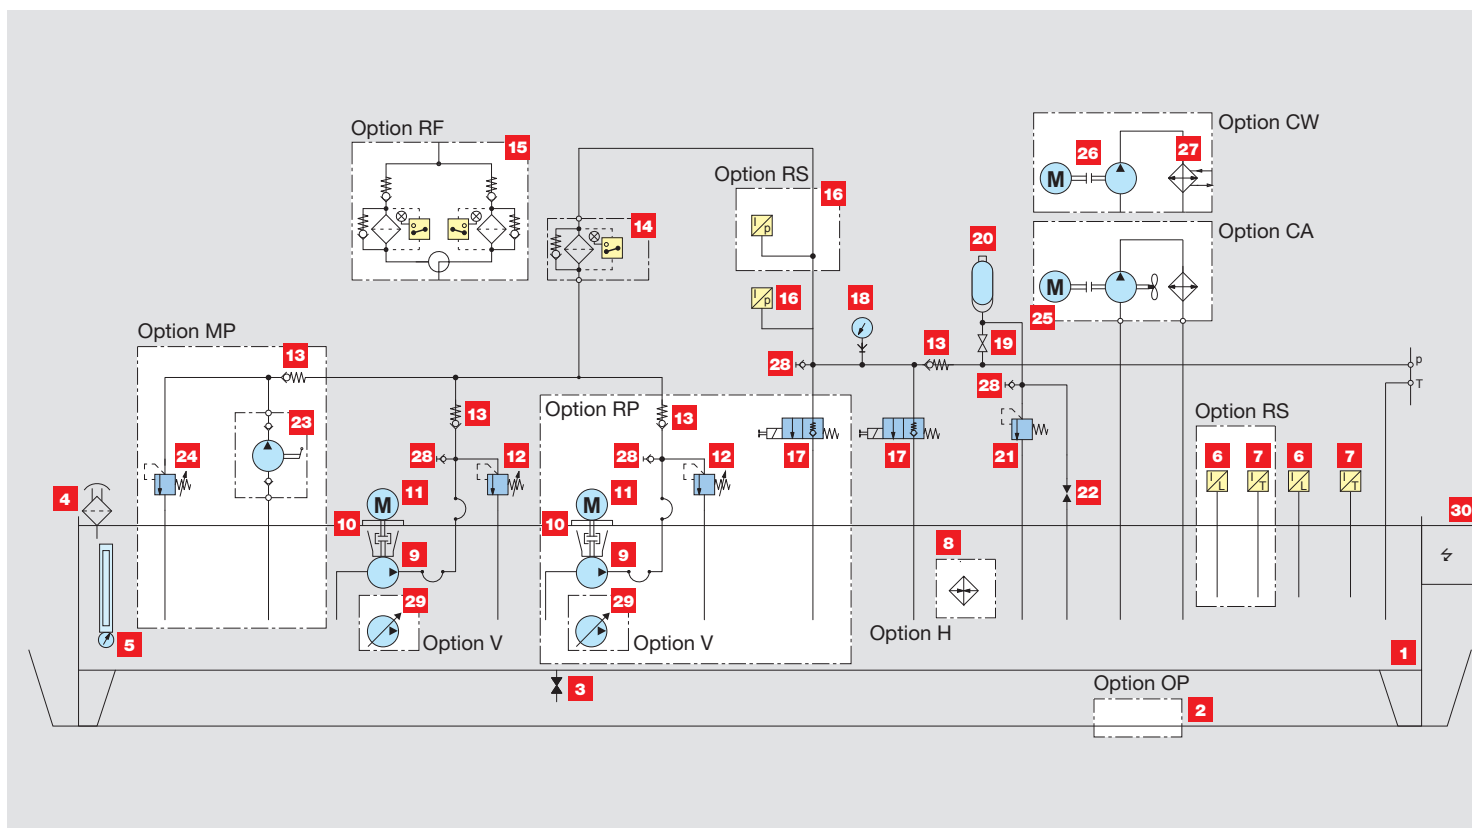 Option RF
15
Option RS
16
I/p
14
Option CW
M
26
27
Option CA
M
25
20
16
I/p
18
Option MP
13
13
28
19
p
T
28
23
24
13
28
12
Option RP
13
28
12
17
17
21
22
Option RS
6
7
6
7
I/L
I/T
I/L
I/T
4
11
M
10
9
11
M
10
9
8
30
29
Option V
29
Option V
Option H
5
1
3
Option OP
2